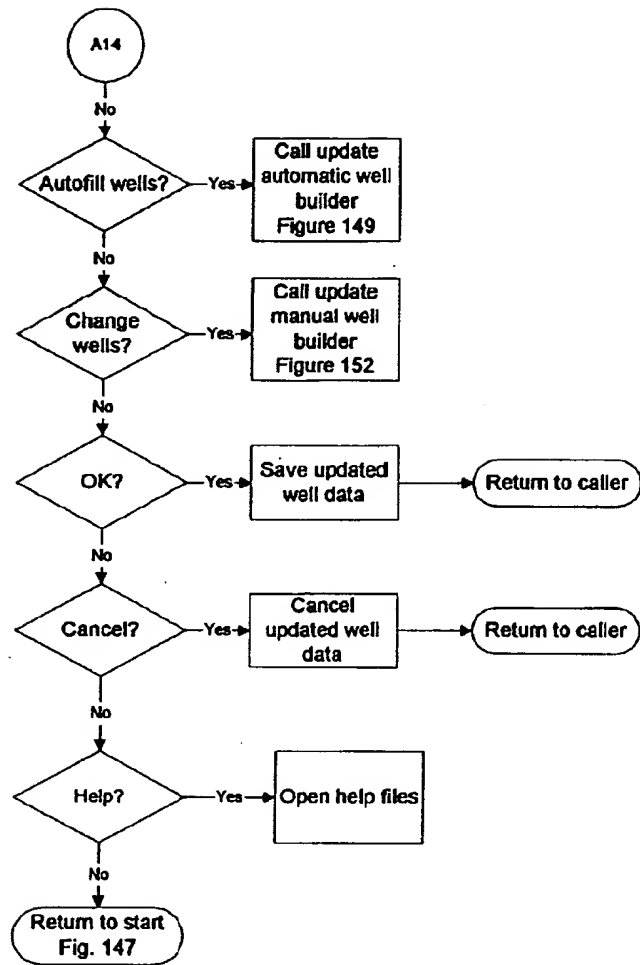 A14
No
Autofill wells?
Yes
Call update
automatic well
builder
Figure 149
No
Change
wells?
Yes
Call update
manual well
builder
Figure 152
No
OK?
Yes
Save updated
well data
Return to caller
No
Cancel?
Yes
Cancel
updated well
data
Return to caller
No
Help?
Yes
Open help files
No
Return to start
Fig. 147